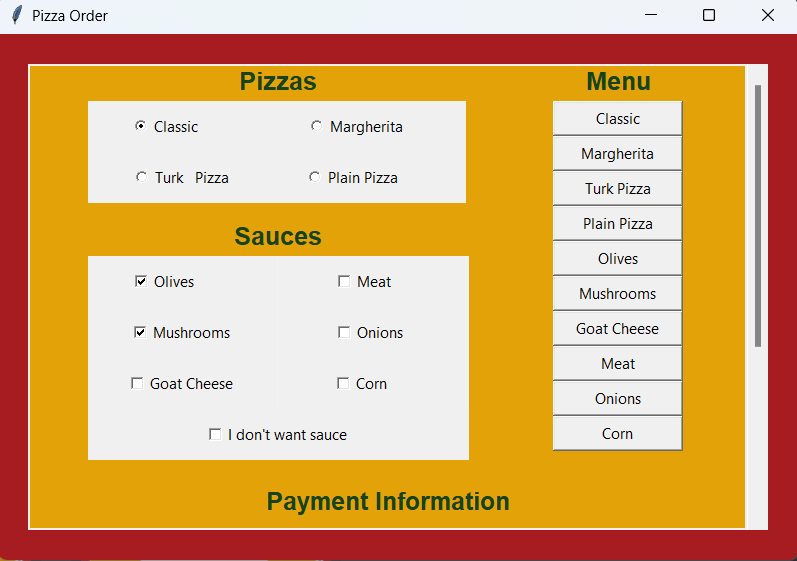 Pizza Order
Pizzas
Classic
Margherita
Turk   Pizza
Plain Pizza
Sauces
Olives
Meat
Mushrooms
Onions
Goat Cheese
Corn
I don't want sauce
Menu
Classic
Margherita
Turk Pizza
Plain Pizza
Olives
Mushrooms
Goat Cheese
Meat
Onions
Corn
Payment Information